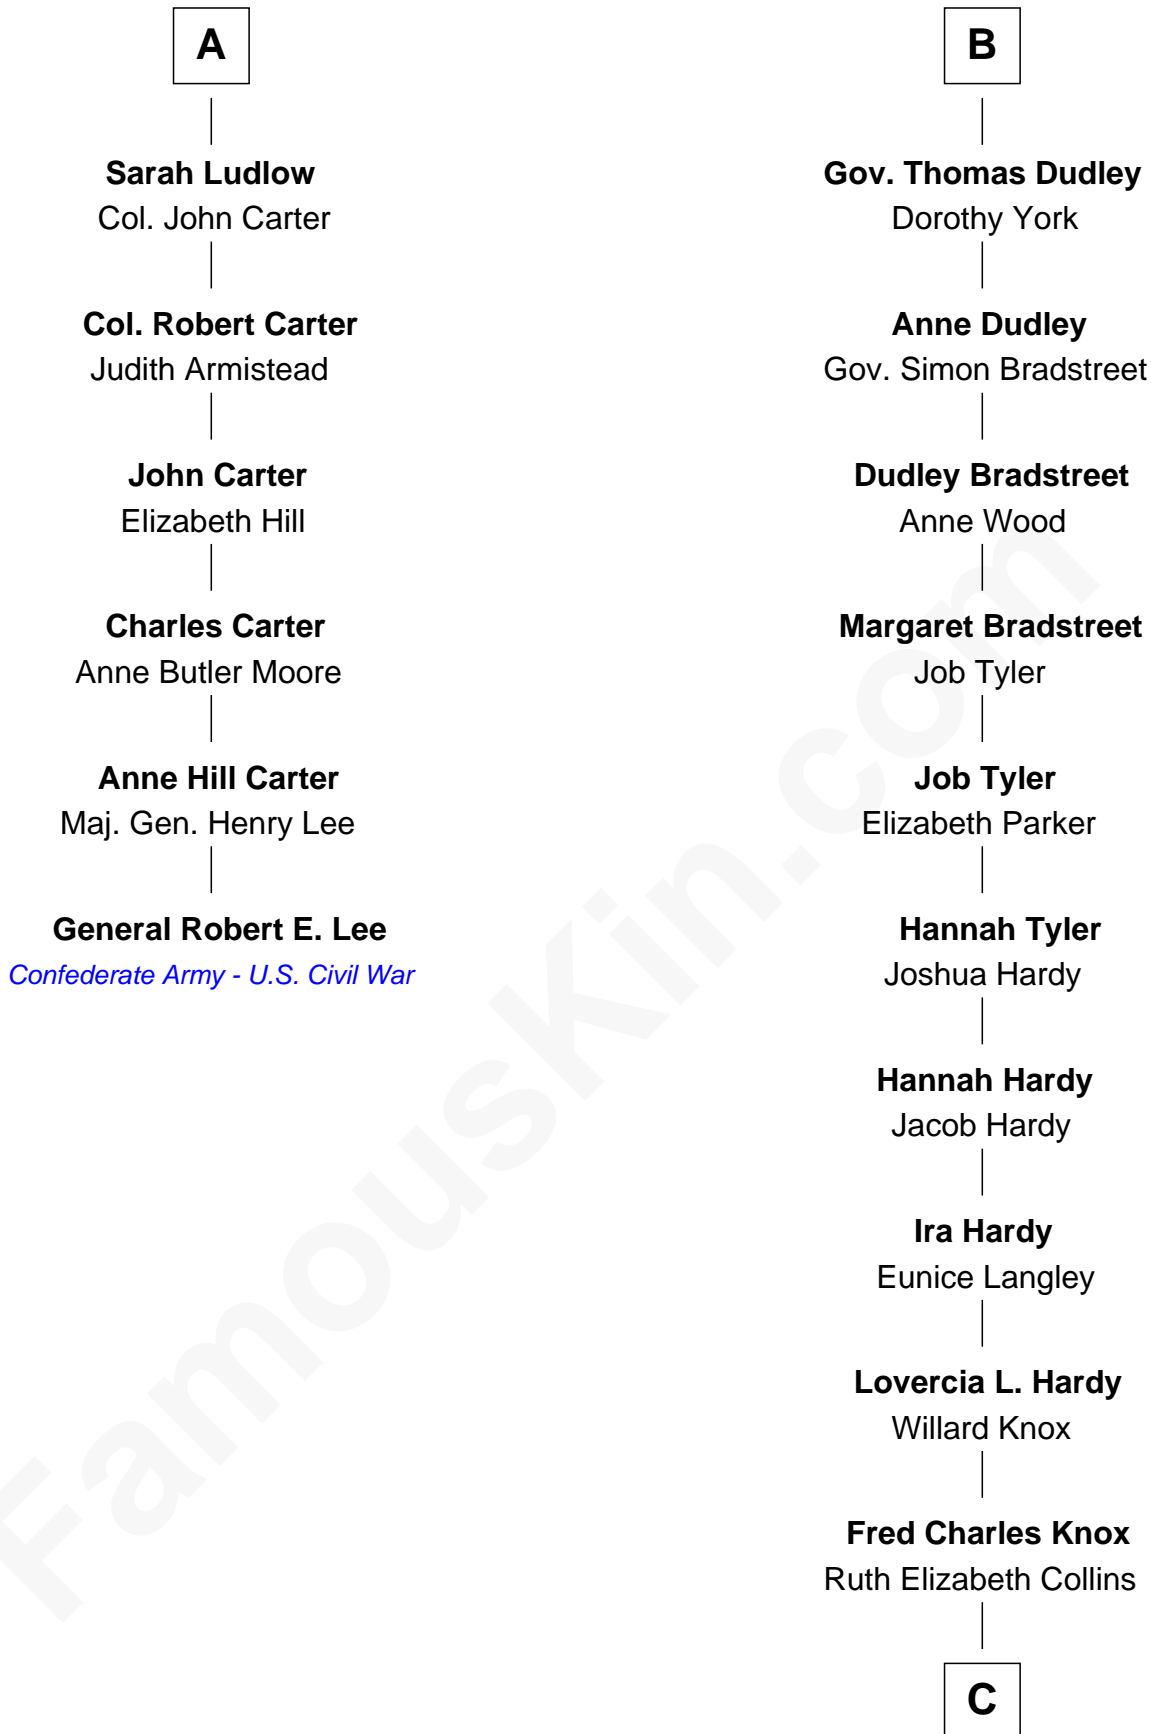 A
Sarah Ludlow
Col. John Carter
Col. Robert Carter
Judith Armistead
John Carter
Elizabeth Hill
Charles Carter
Anne Butler Moore
Anne Hill Carter
Maj. Gen. Henry Lee
General Robert E. Lee
Confederate Army - U.S. Civil War
B
Gov. Thomas Dudley
Dorothy York
Anne Dudley
Gov. Simon Bradstreet
Dudley Bradstreet
Anne Wood
Margaret Bradstreet
Job Tyler
Job Tyler
Elizabeth Parker
Hannah Tyler
Joshua Hardy
Hannah Hardy
Jacob Hardy
Ira Hardy
Eunice Langley
Lovercia L. Hardy
Willard Knox
Fred Charles Knox
Ruth Elizabeth Collins
C
FamousKin.com